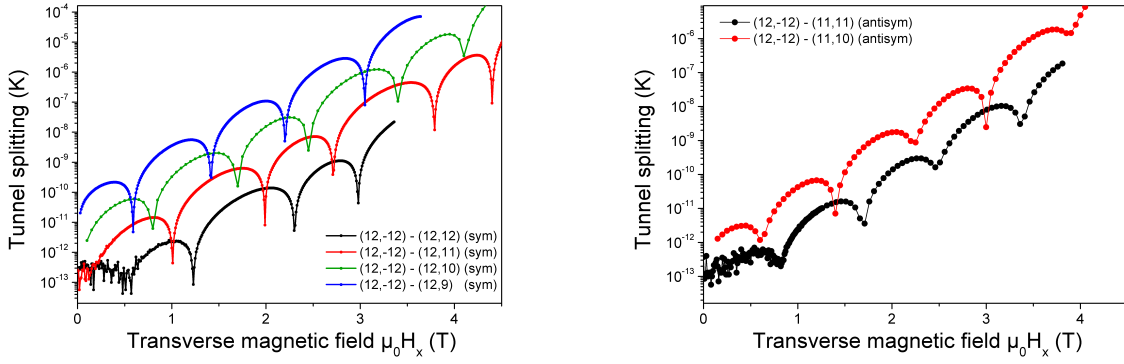 10⁻⁴
10⁻⁵
10⁻⁶
10⁻⁷
10⁻⁸
10⁻⁹
10⁻¹⁰
10⁻¹¹
10⁻¹²
10⁻¹³
Tunnel splitting (K)
(12,-12) - (12,12) (sym)
(12,-12) - (12,11) (sym)
(12,-12) - (12,10) (sym)
(12,-12) - (12,9) (sym)
0 1 2 3 4
Transverse magnetic field μ₀Hₓ (T)
10⁻⁶
10⁻⁷
10⁻⁸
10⁻⁹
10⁻¹⁰
10⁻¹¹
10⁻¹²
10⁻¹³
Tunnel splitting (K)
(12,-12) - (11,11) (antisym)
(12,-12) - (11,10) (antisym)
0 1 2 3 4
Transverse magnetic field μ₀Hₓ (T)